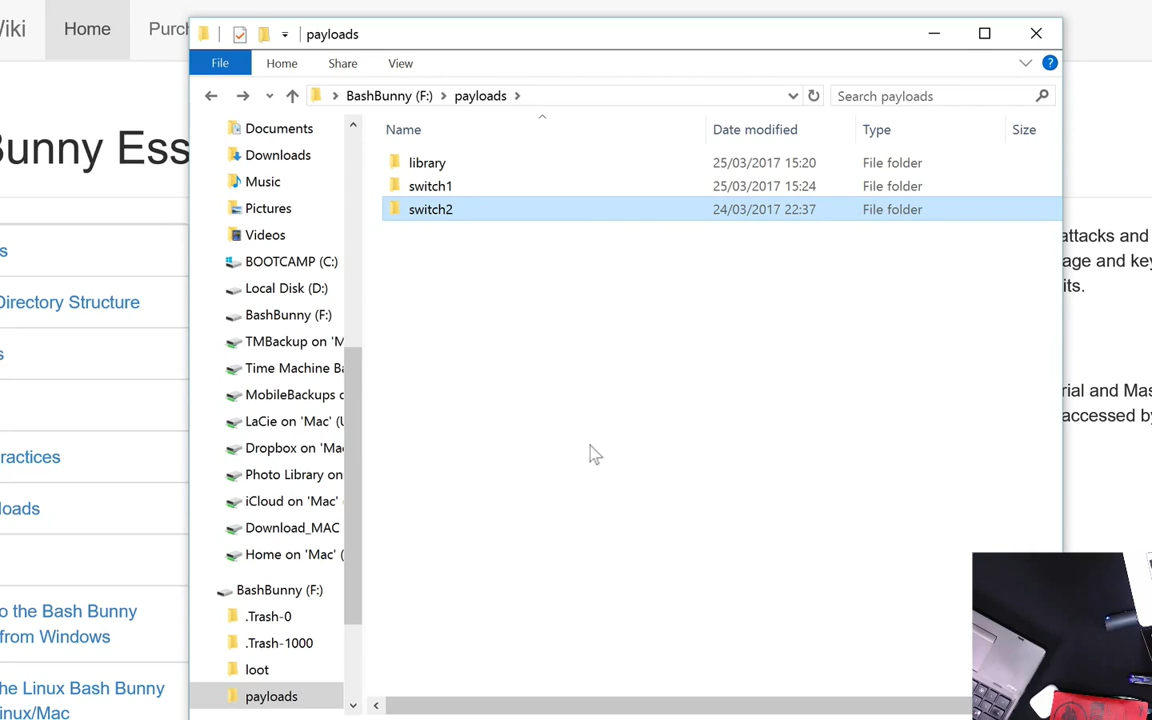 Wiki
Home
Purch
Bunny Ess
s
Directory Structure
s
ractices
loads
o the Bash Bunny
from Windows
he Linux Bash Bunny
inux/Mac
payloads
File Home Share View
BashBunny (F:) payloads
Search payloads
Documents
Downloads
Music
Pictures
Videos
BOOTCAMP (C:)
Local Disk (D:)
BashBunny (F:)
TMBackup on 'M
Time Machine Ba
MobileBackups o
LaCie on 'Mac' (U
Dropbox on 'Mac
Photo Library on
iCloud on 'Mac'
Download_MAC
Home on 'Mac' (
BashBunny (F:)
.Trash-0
.Trash-1000
loot
payloads
Name Date modified Type Size
library 25/03/2017 15:20 File folder
switch1 25/03/2017 15:24 File folder
switch2 24/03/2017 22:37 File folder
attacks and
age and key
its.
rial and Mas
accessed by